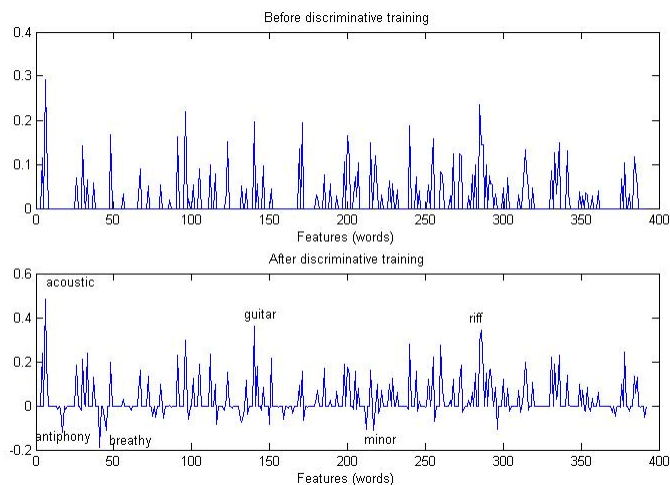 Before discriminative training
0.4
0.3
0.2
0.1
0
0 50 100 150 200 250 300 350 400
Features (words)
After discriminative training
0.6
acoustic
0.4
guitar
riff
0.2
0
antiphony
breathy
minor
-0.2
0 50 100 150 200 250 300 350 400
Features (words)